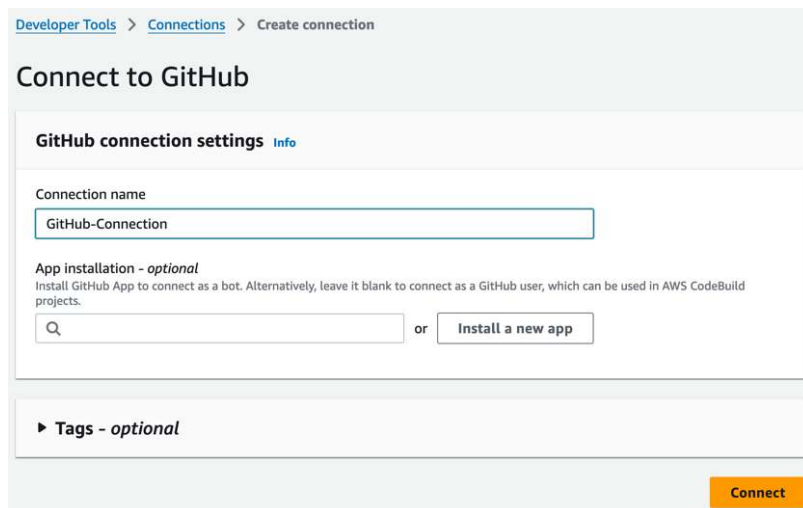 Developer Tools > Connections > Create connection
Connect to GitHub
GitHub connection settings Info
Connection name
GitHub-Connection
App installation - optional
Install GitHub App to connect as a bot. Alternatively, leave it blank to connect as a GitHub user, which can be used in AWS CodeBuild
projects.
or Install a new app
Tags - optional
Connect